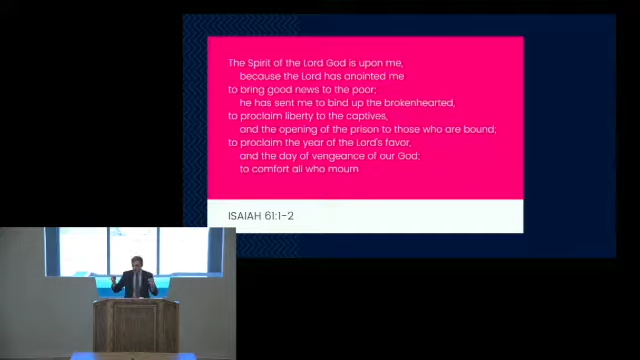 The Spirit of the Lord God is upon me,
because the Lord has anointed me
to bring good news to the poor;
he has sent me to bind up the brokenhearted,
to proclaim liberty to the captives,
and the opening of the prison to those who are bound;
to proclaim the year of the Lord's favor,
and the day of vengeance of our God;
to comfort all who mourn
ISAIAH 61:1-2